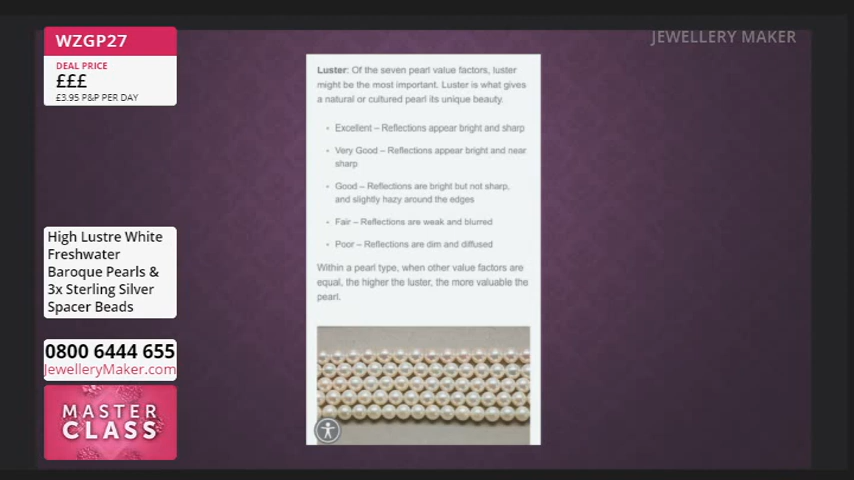 WZGP27
DEAL PRICE
£££
£3.95 P&P PER DAY
JEWELLERY MAKER
Luster: Of the seven pearl value factors, luster
might be the most important. Luster is what gives
a natural or cultured pearl its unique beauty.
• Excellent – Reflections appear bright and sharp
• Very Good – Reflections appear bright and near
sharp
• Good – Reflections are bright but not sharp,
and slightly hazy around the edges
• Fair – Reflections are weak and blurred
• Poor – Reflections are dim and diffused
Within a pearl type, when other value factors are
equal, the higher the luster, the more valuable the
pearl.
High Lustre White
Freshwater
Baroque Pearls &
3x Sterling Silver
Spacer Beads
0800 6444 655
JewelleryMaker.com
MASTER
CLASS